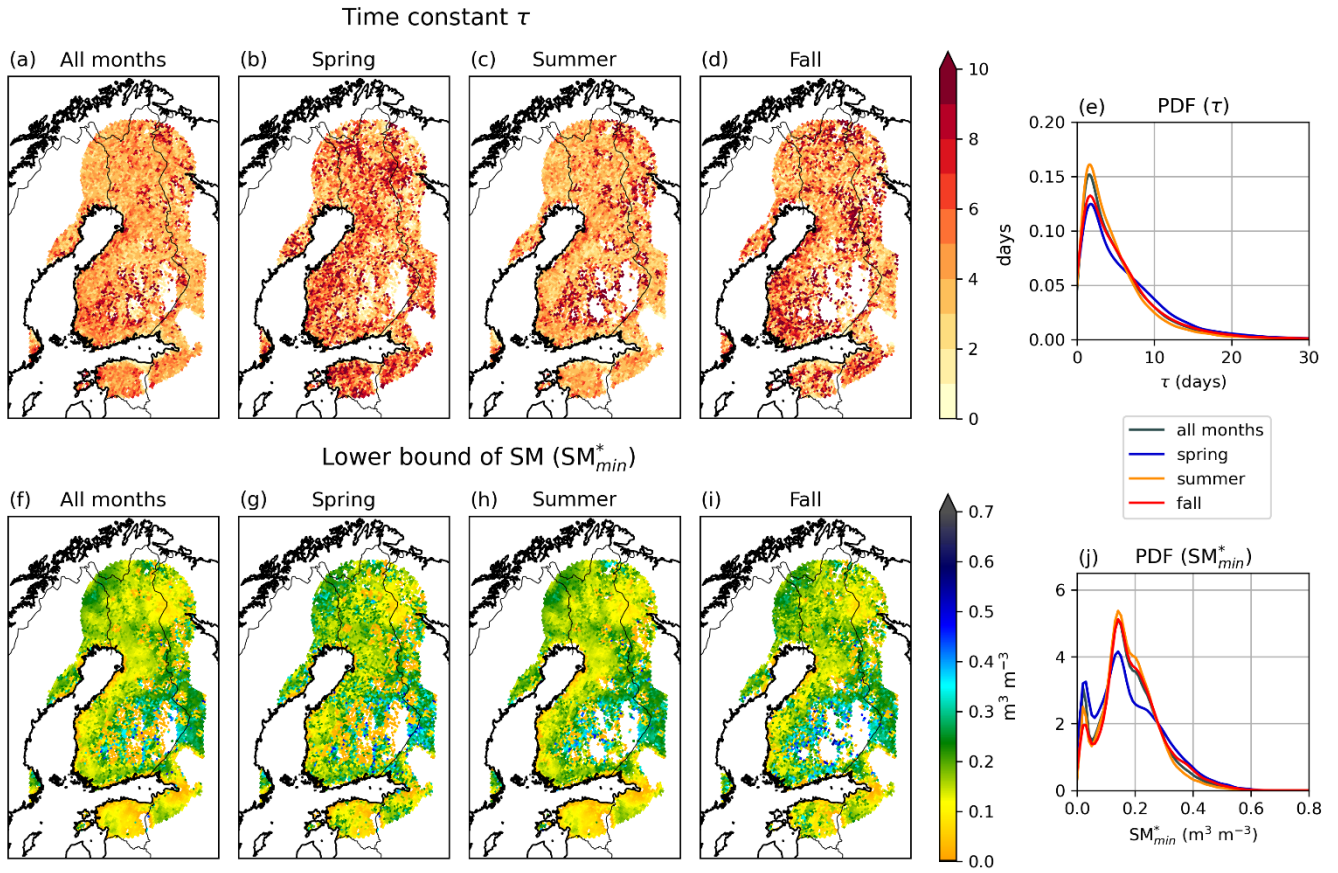 Time constant τ
(a) All months
(b) Spring
(c) Summer
(d) Fall
10
8
6
4
2
0
days
(e) PDF (τ)
0.20
0.15
0.10
0.05
0.00
0 10 20 30
τ (days)
all months
spring
summer
fall
Lower bound of SM (SM*min)
(f) All months
(g) Spring
(h) Summer
(i) Fall
0.7
0.6
0.5
0.4
0.3
0.2
0.1
0.0
m³ m⁻³
(j) PDF (SM*min)
6
4
2
0
0.0 0.2 0.4 0.6 0.8
SM*min (m³ m⁻³)